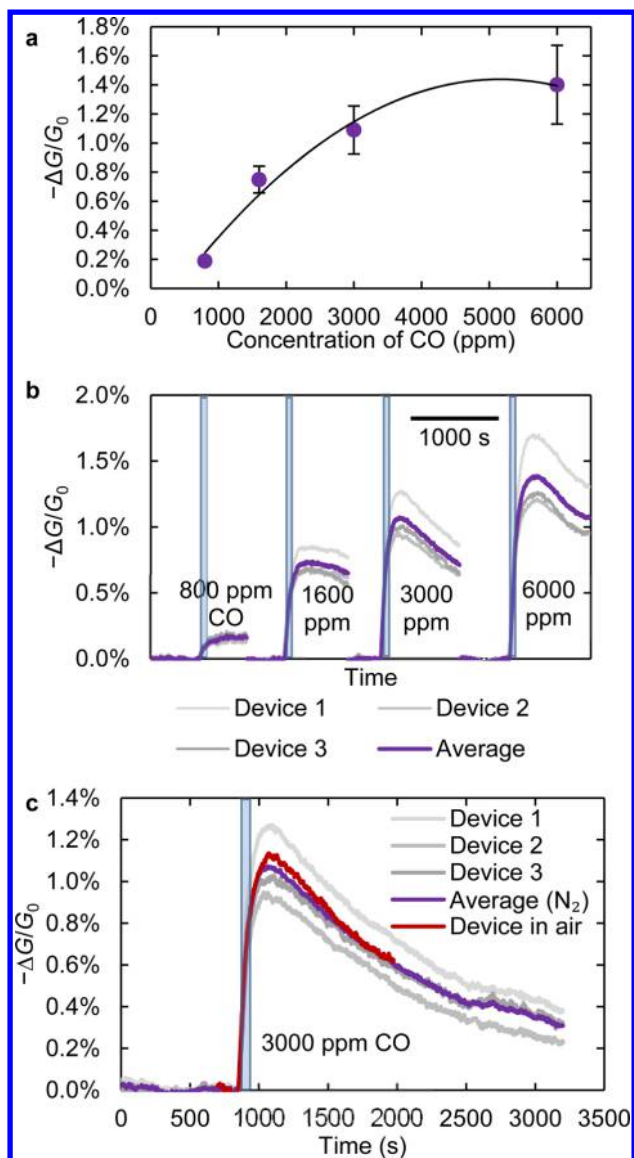 a
1.8%
1.6%
1.4%
1.2%
1.0%
0.8%
0.6%
0.4%
0.2%
0.0%
−ΔG/G₀
0 1000 2000 3000 4000 5000 6000
Concentration of CO (ppm)
b
2.0%
1.5%
1.0%
0.5%
0.0%
−ΔG/G₀
1000 s
800 ppm
CO
1600
ppm
3000
ppm
6000
ppm
Time
Device 1 Device 2
Device 3 Average
c
1.4%
1.2%
1.0%
0.8%
0.6%
0.4%
0.2%
0.0%
−ΔG/G₀
Device 1
Device 2
Device 3
Average (N₂)
Device in air
3000 ppm CO
0 500 1000 1500 2000 2500 3000 3500
Time (s)